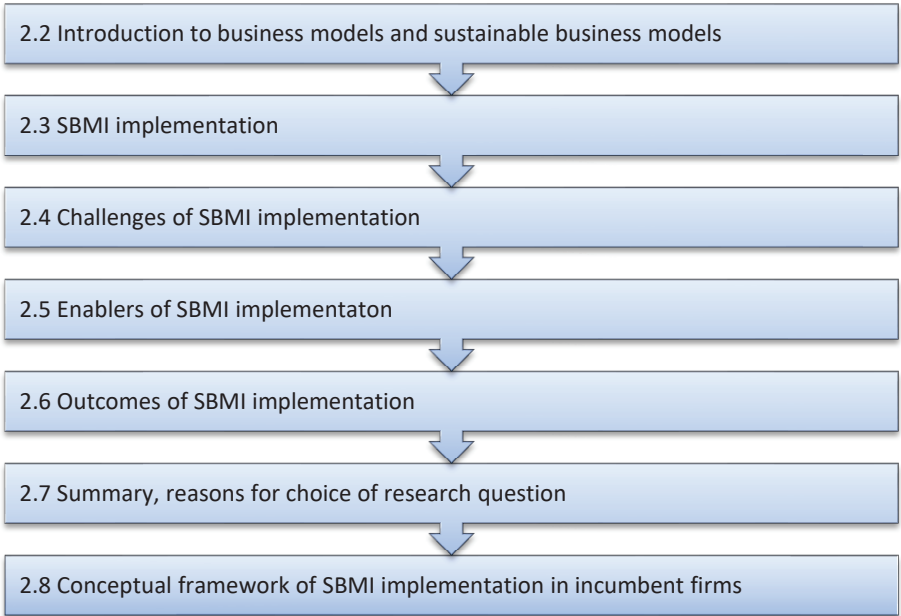 2.2 Introduction to business models and sustainable business models
2.3 SBMI implementation
2.4 Challenges of SBMI implementation
2.5 Enablers of SBMI implementaton
2.6 Outcomes of SBMI implementation
2.7 Summary, reasons for choice of research question
2.8 Conceptual framework of SBMI implementation in incumbent firms